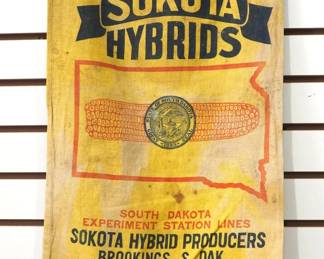 SOKOTA
HYBRIDS
SOUTH DAKOTA
EXPERIMENT STATION LINES
SOKOTA HYBRID PRODUCERS
BROOKINGS, S. DAK.